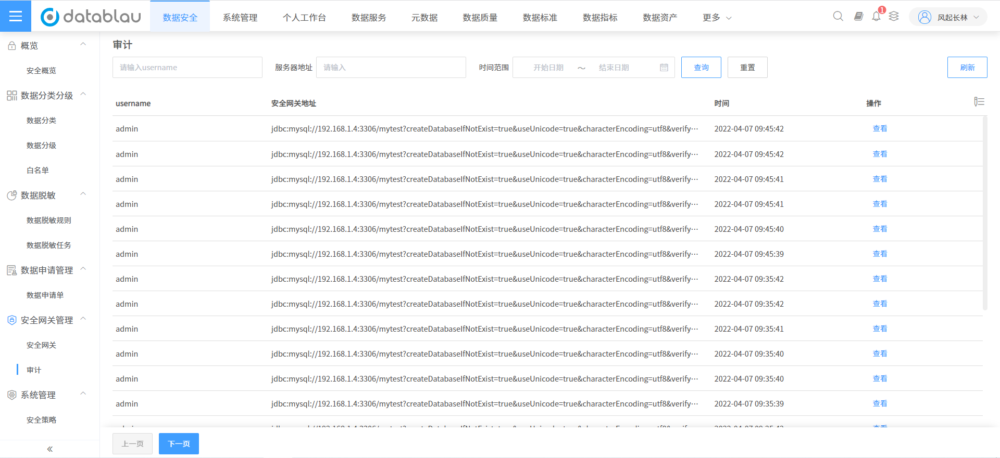 datablau 数据安全 系统管理 个人工作台 数据服务 元数据 数据质量 数据标准 数据指标 数据资产 更多 1 风起长林
概览
安全概览
数据分类分级
数据分类
数据分级
白名单
数据脱敏
数据脱敏规则
数据脱敏任务
数据申请管理
数据申请单
安全网关管理
安全网关
审计
系统管理
安全策略
审计
请输入username 服务器地址 请输入 时间范围 开始日期 ～ 结束日期 查询 重置 刷新
username 安全网关地址 时间 操作
admin jdbc:mysql://192.168.1.4:3306/mytest?createDatabaseIfNotExist=true&useUnicode=true&characterEncoding=utf8&verify··· 2022-04-07 09:45:42 查看
admin jdbc:mysql://192.168.1.4:3306/mytest?createDatabaseIfNotExist=true&useUnicode=true&characterEncoding=utf8&verify··· 2022-04-07 09:45:42 查看
admin jdbc:mysql://192.168.1.4:3306/mytest?createDatabaseIfNotExist=true&useUnicode=true&characterEncoding=utf8&verify··· 2022-04-07 09:45:41 查看
admin jdbc:mysql://192.168.1.4:3306/mytest?createDatabaseIfNotExist=true&useUnicode=true&characterEncoding=utf8&verify··· 2022-04-07 09:45:41 查看
admin jdbc:mysql://192.168.1.4:3306/mytest?createDatabaseIfNotExist=true&useUnicode=true&characterEncoding=utf8&verify··· 2022-04-07 09:45:40 查看
admin jdbc:mysql://192.168.1.4:3306/mytest?createDatabaseIfNotExist=true&useUnicode=true&characterEncoding=utf8&verify··· 2022-04-07 09:45:39 查看
admin jdbc:mysql://192.168.1.4:3306/mytest?createDatabaseIfNotExist=true&useUnicode=true&characterEncoding=utf8&verify··· 2022-04-07 09:35:42 查看
admin jdbc:mysql://192.168.1.4:3306/mytest?createDatabaseIfNotExist=true&useUnicode=true&characterEncoding=utf8&verify··· 2022-04-07 09:35:42 查看
admin jdbc:mysql://192.168.1.4:3306/mytest?createDatabaseIfNotExist=true&useUnicode=true&characterEncoding=utf8&verify··· 2022-04-07 09:35:41 查看
admin jdbc:mysql://192.168.1.4:3306/mytest?createDatabaseIfNotExist=true&useUnicode=true&characterEncoding=utf8&verify··· 2022-04-07 09:35:40 查看
admin jdbc:mysql://192.168.1.4:3306/mytest?createDatabaseIfNotExist=true&useUnicode=true&characterEncoding=utf8&verify··· 2022-04-07 09:35:40 查看
admin jdbc:mysql://192.168.1.4:3306/mytest?createDatabaseIfNotExist=true&useUnicode=true&characterEncoding=utf8&verify··· 2022-04-07 09:35:39 查看
上一页 下一页